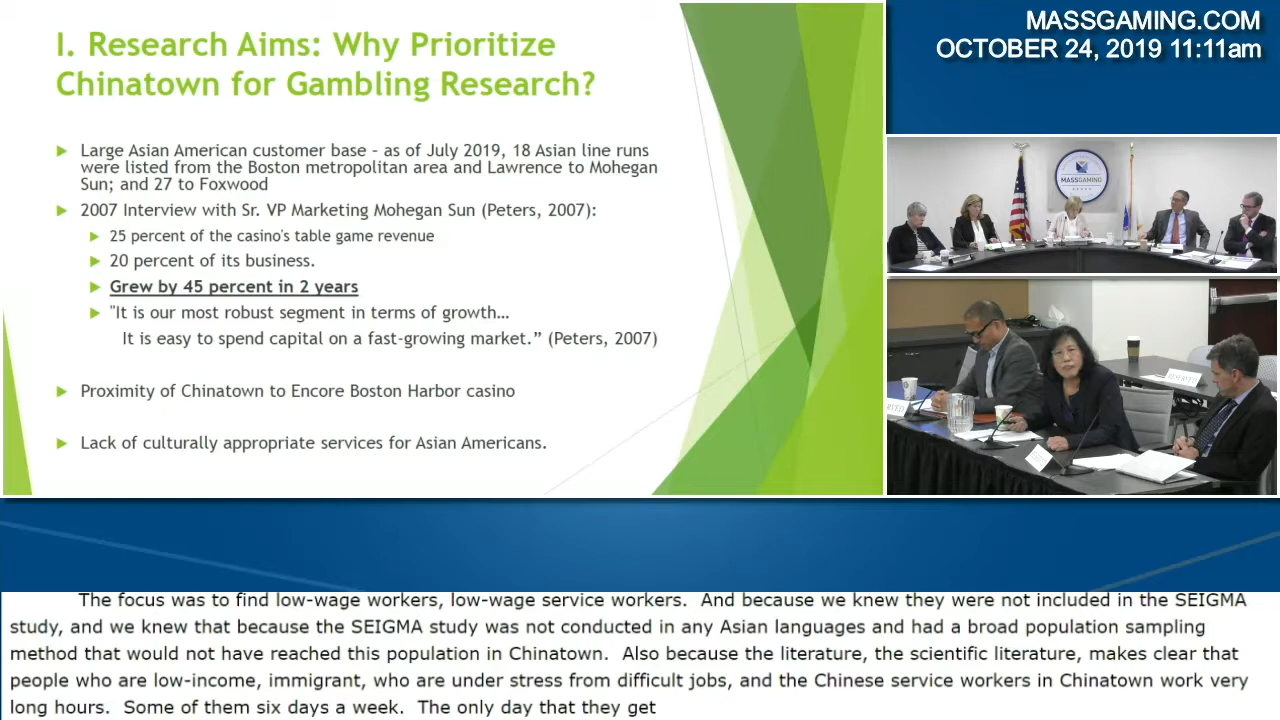 I. Research Aims: Why Prioritize
Chinatown for Gambling Research?
Large Asian American customer base – as of July 2019, 18 Asian line runs
were listed from the Boston metropolitan area and Lawrence to Mohegan
Sun; and 27 to Foxwood
2007 Interview with Sr. VP Marketing Mohegan Sun (Peters, 2007):
25 percent of the casino's table game revenue
20 percent of its business.
Grew by 45 percent in 2 years
"It is our most robust segment in terms of growth…
It is easy to spend capital on a fast-growing market.” (Peters, 2007)
Proximity of Chinatown to Encore Boston Harbor casino
Lack of culturally appropriate services for Asian Americans.
MASSGAMING.COM
OCTOBER 24, 2019 11:11am
MASSGAMING
RESERVED
The focus was to find low-wage workers, low-wage service workers.  And because we knew they were not included in the SEIGMA
study, and we knew that because the SEIGMA study was not conducted in any Asian languages and had a broad population sampling
method that would not have reached this population in Chinatown.  Also because the literature, the scientific literature, makes clear that
people who are low-income, immigrant, who are under stress from difficult jobs, and the Chinese service workers in Chinatown work very
long hours.  Some of them six days a week.  The only day that they get